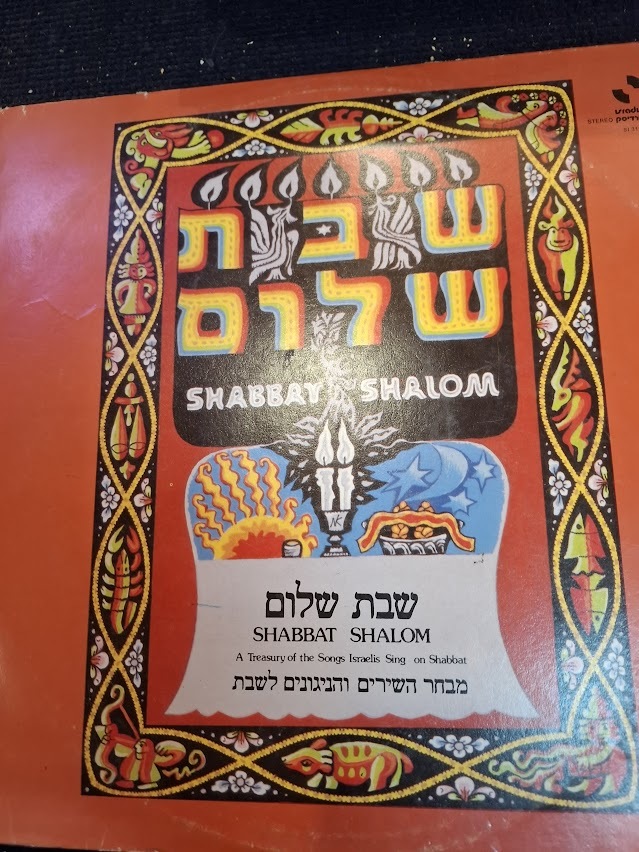 STEREO
שבת
שלום
SHABBAT SHALOM
שבת שלום
SHABBAT SHALOM
A Treasury of the Songs Israelis Sing on Shabbat
מבחר השירים והניגונים לשבת